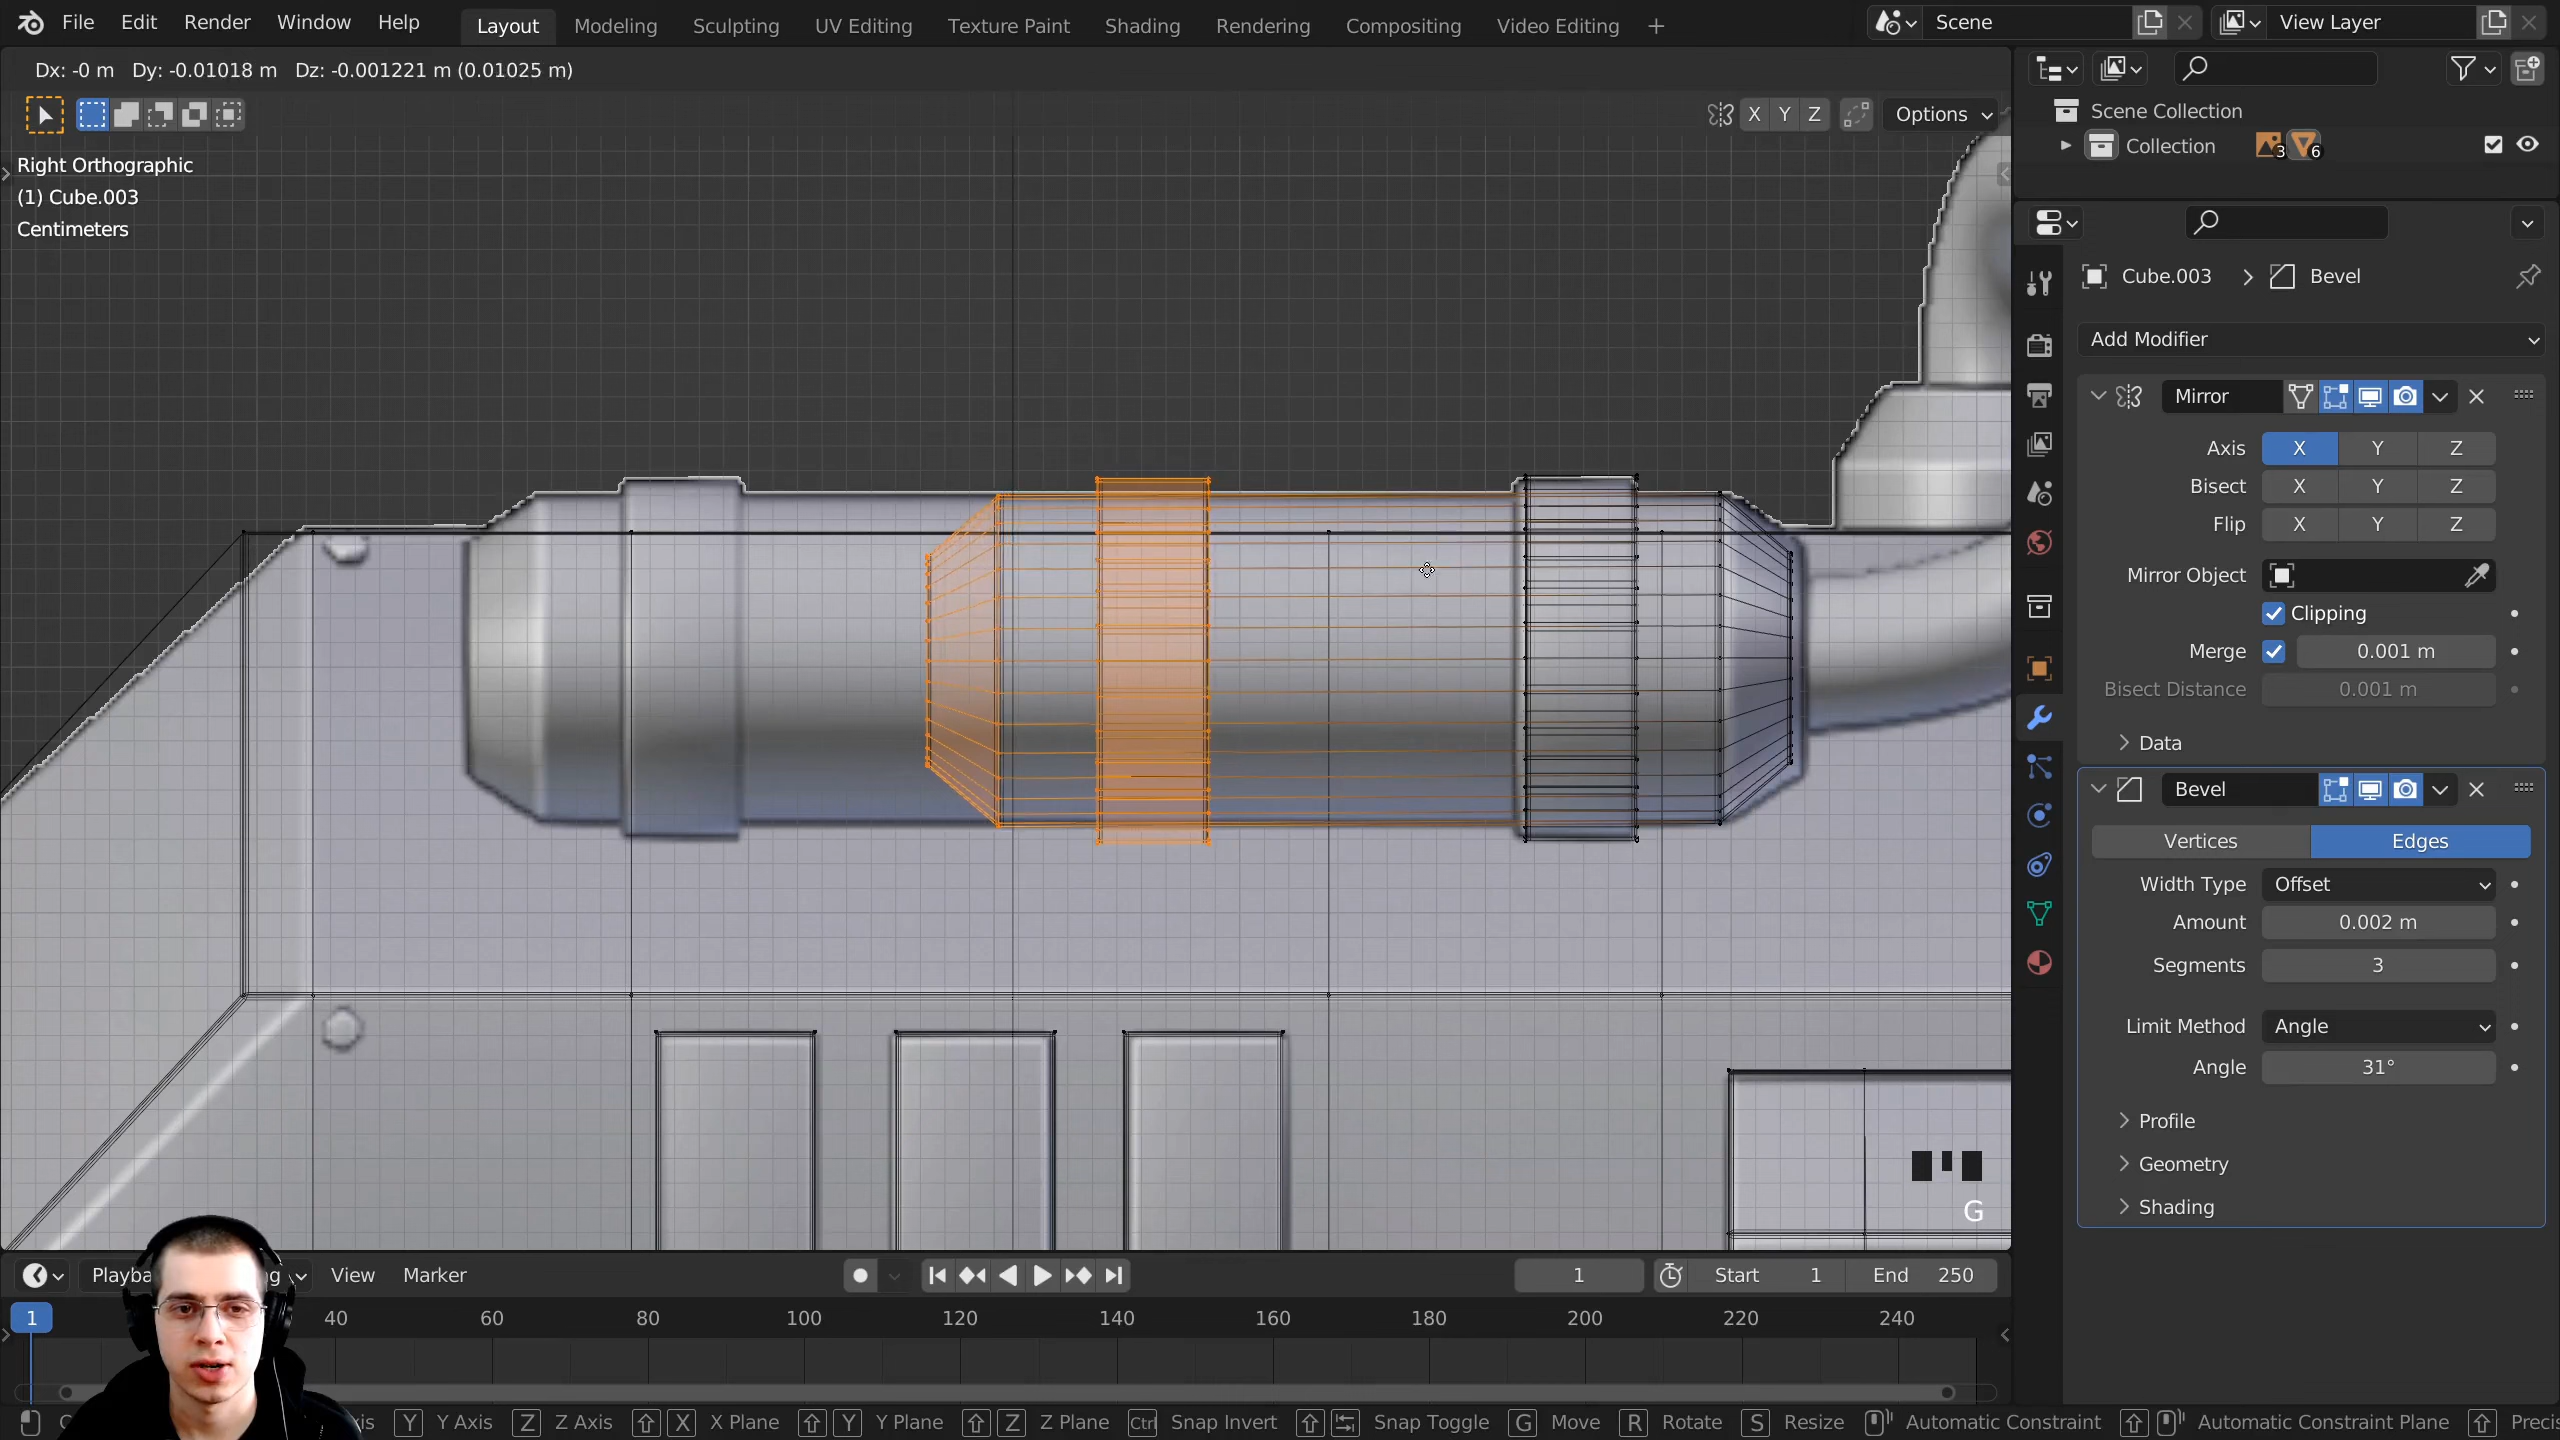 File Edit Render Window Help Layout Modeling Sculpting UV Editing Texture Paint Shading Rendering Compositing Video Editing + Scene View Layer
Dx: -0 m Dy: -0.01018 m Dz: -0.001221 m (0.01025 m)
X Y Z Options
Right Orthographic
(1) Cube.003
Centimeters
Scene Collection
Collection 3 6
Cube.003 > Bevel
Add Modifier
Mirror
Axis X Y Z
Bisect X Y Z
Flip X Y Z
Mirror Object
Clipping
Merge 0.001 m
Bisect Distance 0.001 m
Data
Bevel
Vertices Edges
Width Type Offset
Amount 0.002 m
Segments 3
Limit Method Angle
Angle 31°
Profile
Geometry
Shading
G
View Marker 1 Start 1 End 250
1 40 60 80 100 120 140 160 180 200 220 240
Y Y Axis Z Z Axis X X Plane Y Y Plane Z Z Plane Ctrl Snap Invert Snap Toggle G Move R Rotate S Resize Automatic Constraint Automatic Constraint Plane